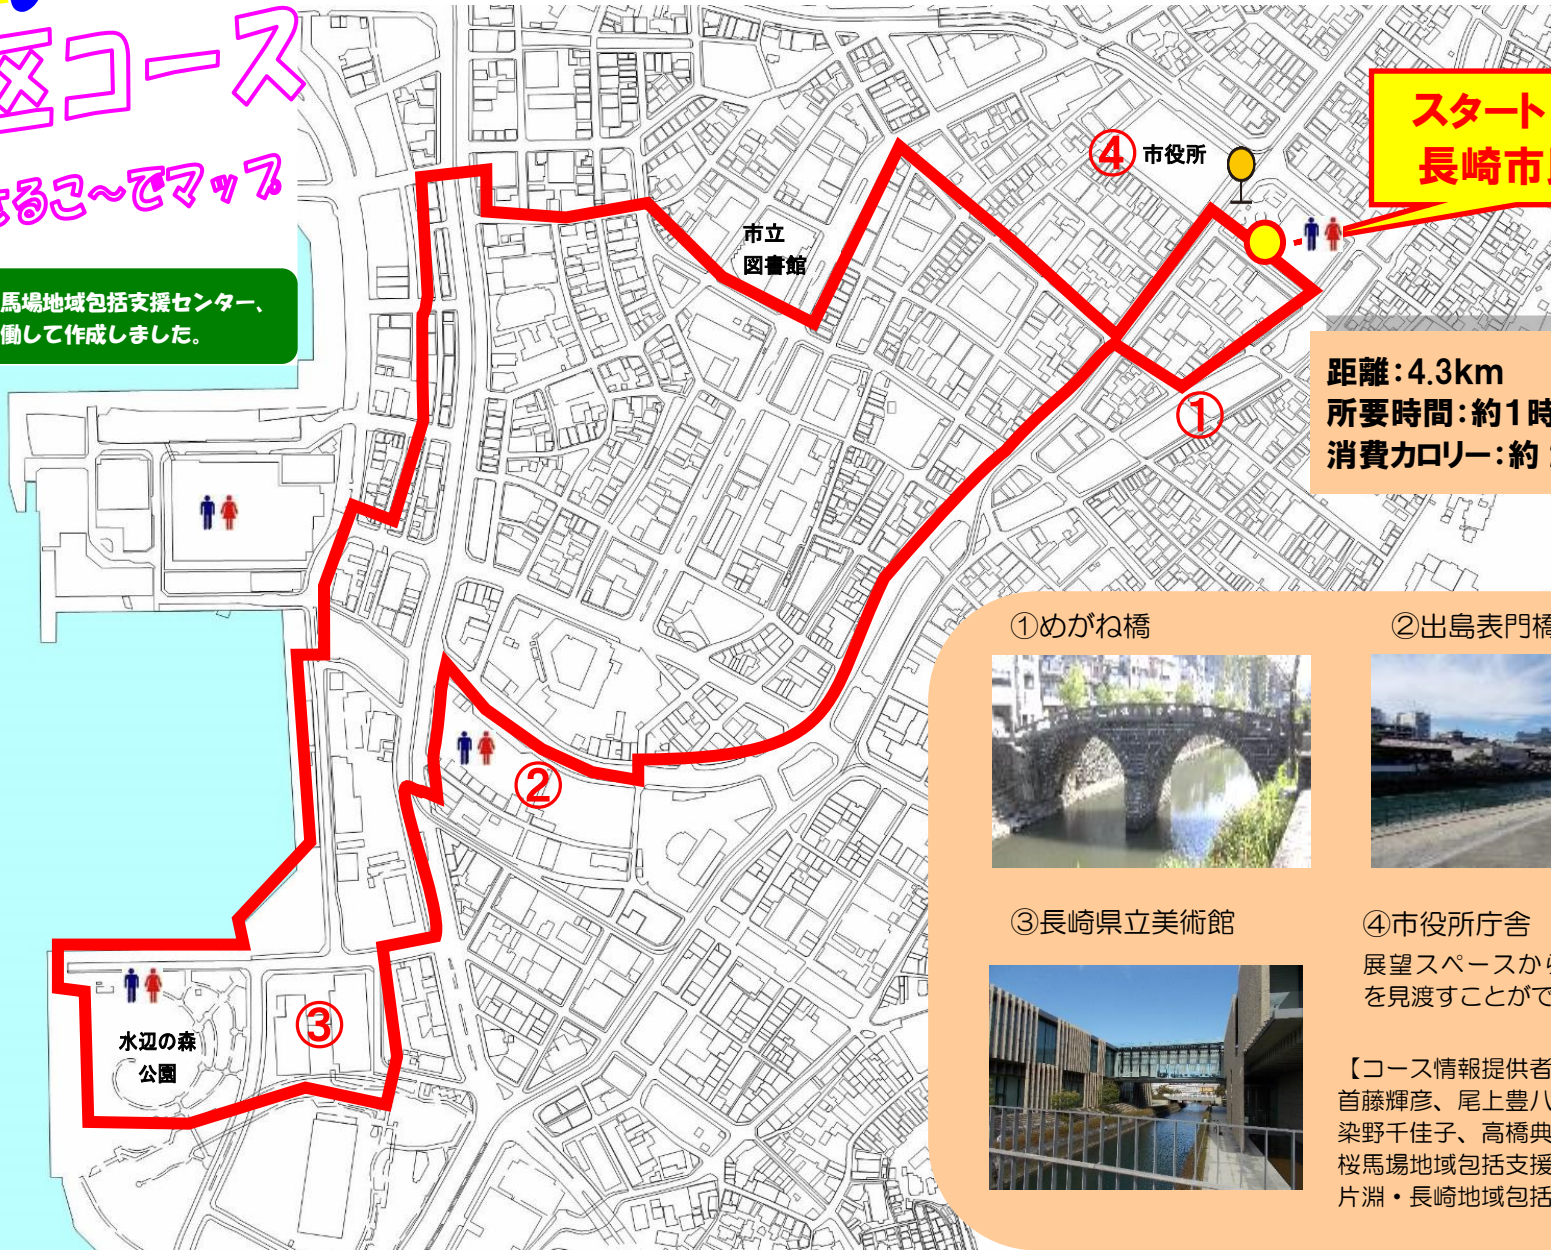 区コース
さるこ~でマップ
馬場地域包括支援センター、
働して作成しました。
スタート
長崎市
④
市役所
市立
図書館
①
距離:4.3km
所要時間:約1時
消費カロリー:約
②
③
水辺の森
公園
①めがね橋
②出島表門橋
③長崎県立美術館
④市役所庁舎
展望スペースから
を見渡すことがで
【コース情報提供者
首藤輝彦、尾上豊八
染野千佳子、高橋典
桜馬場地域包括支援
片淵・長崎地域包括